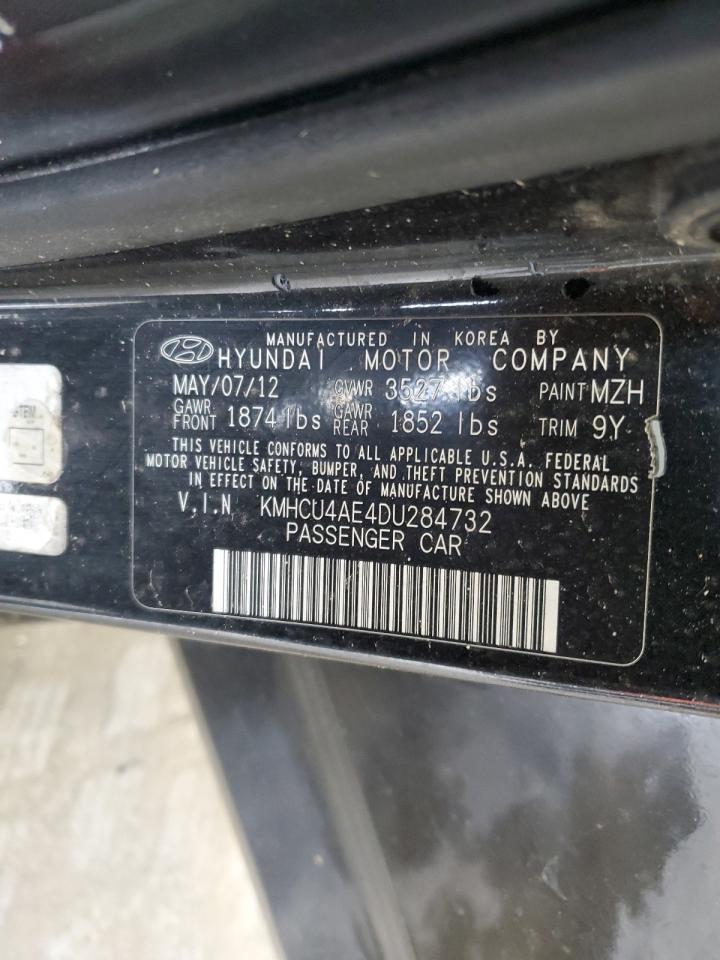 MANUFACTURED IN KOREA BY
HYUNDAI MOTOR COMPANY
MAY/07/12 GVWR 3527 lbs PAINT MZH
GAWR FRONT 1874 lbs GAWR REAR 1852 lbs TRIM 9Y
THIS VEHICLE CONFORMS TO ALL APPLICABLE U.S.A. FEDERAL
MOTOR VEHICLE SAFETY, BUMPER, AND THEFT PREVENTION STANDARDS
IN EFFECT ON THE DATE OF MANUFACTURE SHOWN ABOVE
V.I.N KMHCU4AE4DU284732
PASSENGER CAR